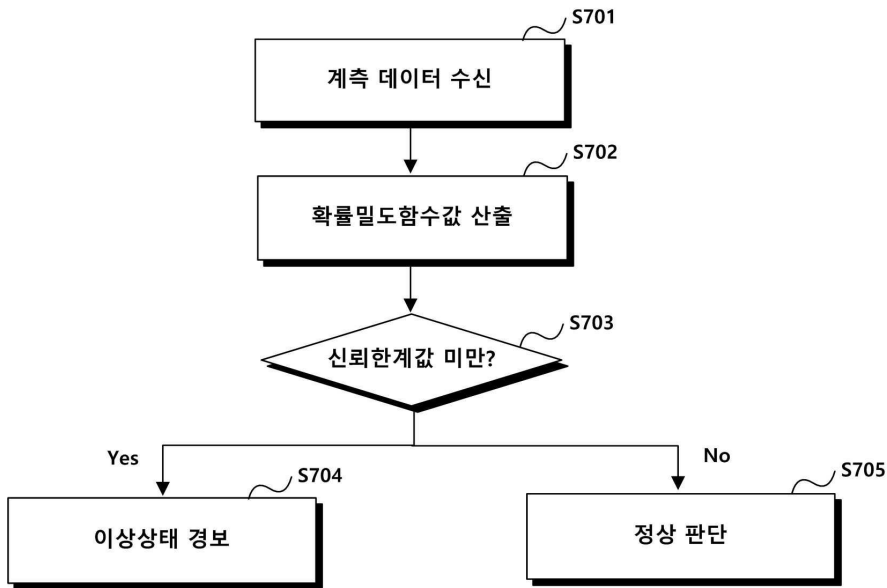 S701
계측 데이터 수신
S702
확률밀도함수값 산출
S703
신뢰한계값 미만?
Yes
No
S704
S705
이상상태 경보
정상 판단